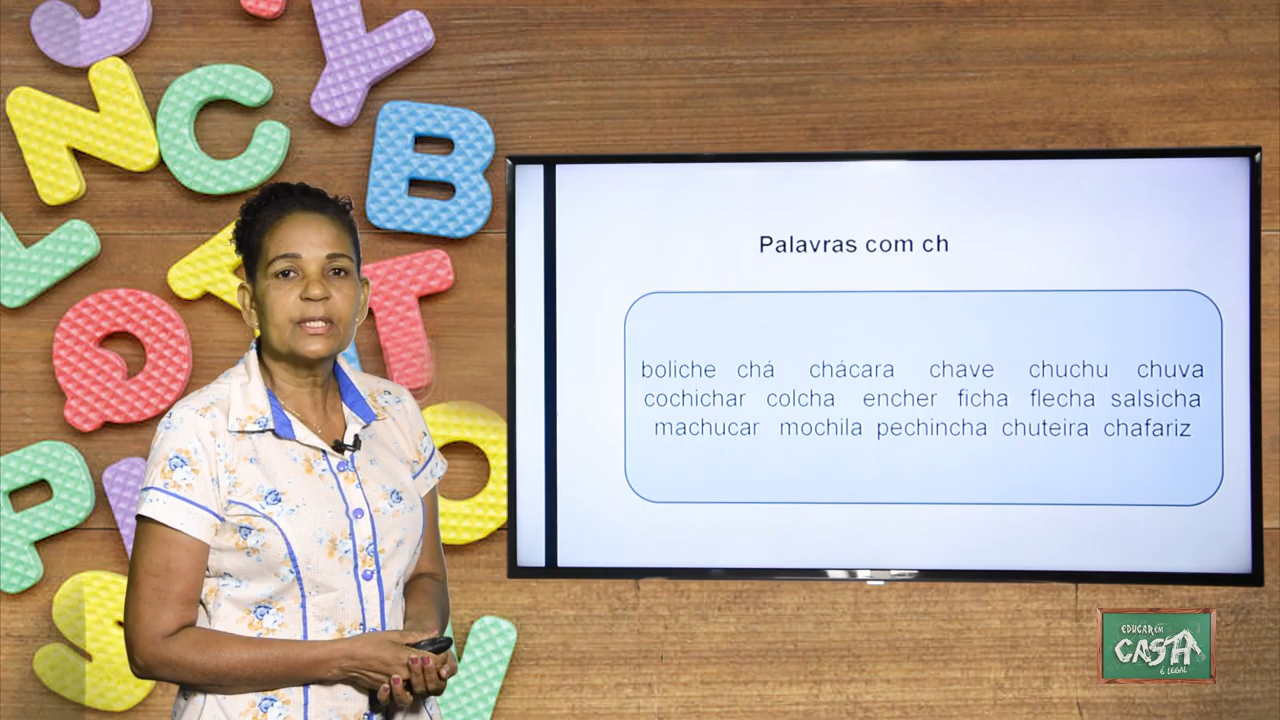 Palavras com ch
boliche chá chácara chave chuchu chuva
cochichar colcha encher ficha flecha salsicha
machucar mochila pechincha chuteira chafariz
EDUCAR EM
CASA
É LEGAL
Y
N C
B
L A T
Q
P O
S